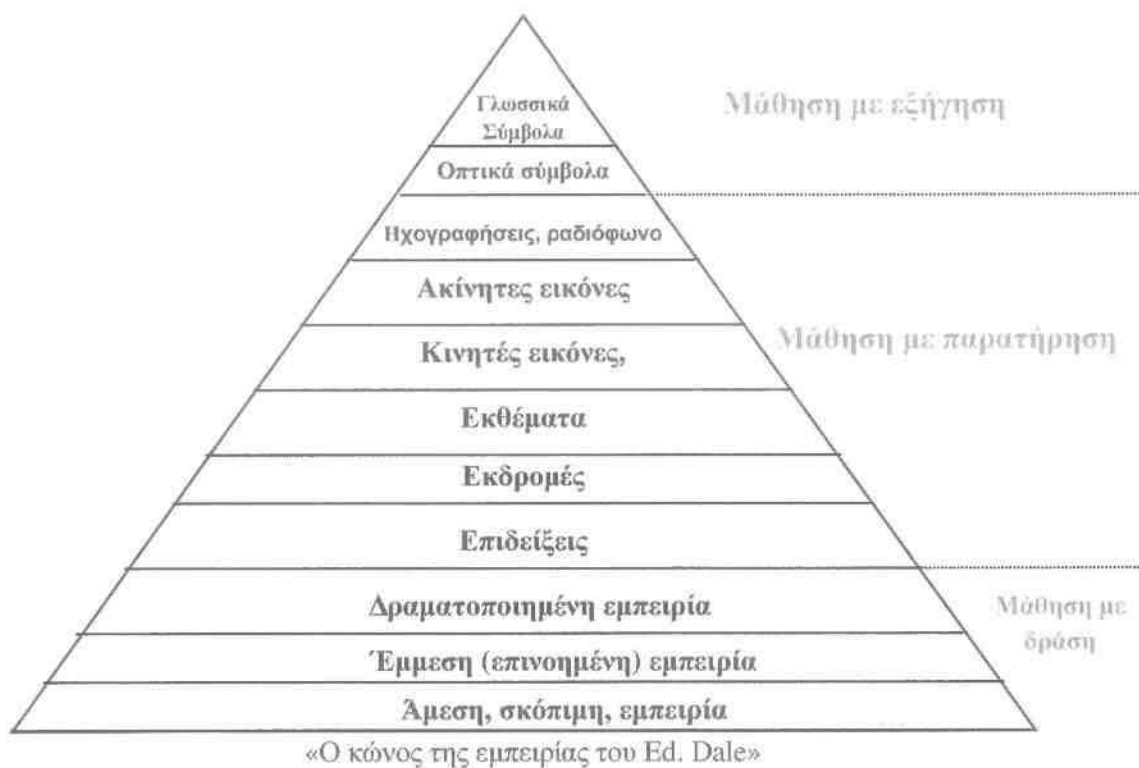 Γλωσσικά
Σύμβολα
Μάθηση με εξήγηση
Οπτικά σύμβολα
Ηχογραφήσεις, ραδιόφωνο
Ακίνητες εικόνες
Κινητές εικόνες,
Μάθηση με παρατήρηση
Εκθέματα
Εκδρομές
Επιδείξεις
Δραματοποιημένη εμπειρία
Μάθηση με
δράση
Έμμεση (επινοημένη) εμπειρία
Άμεση, σκόπιμη, εμπειρία
«Ο κώνος της εμπειρίας του Ed. Dale»